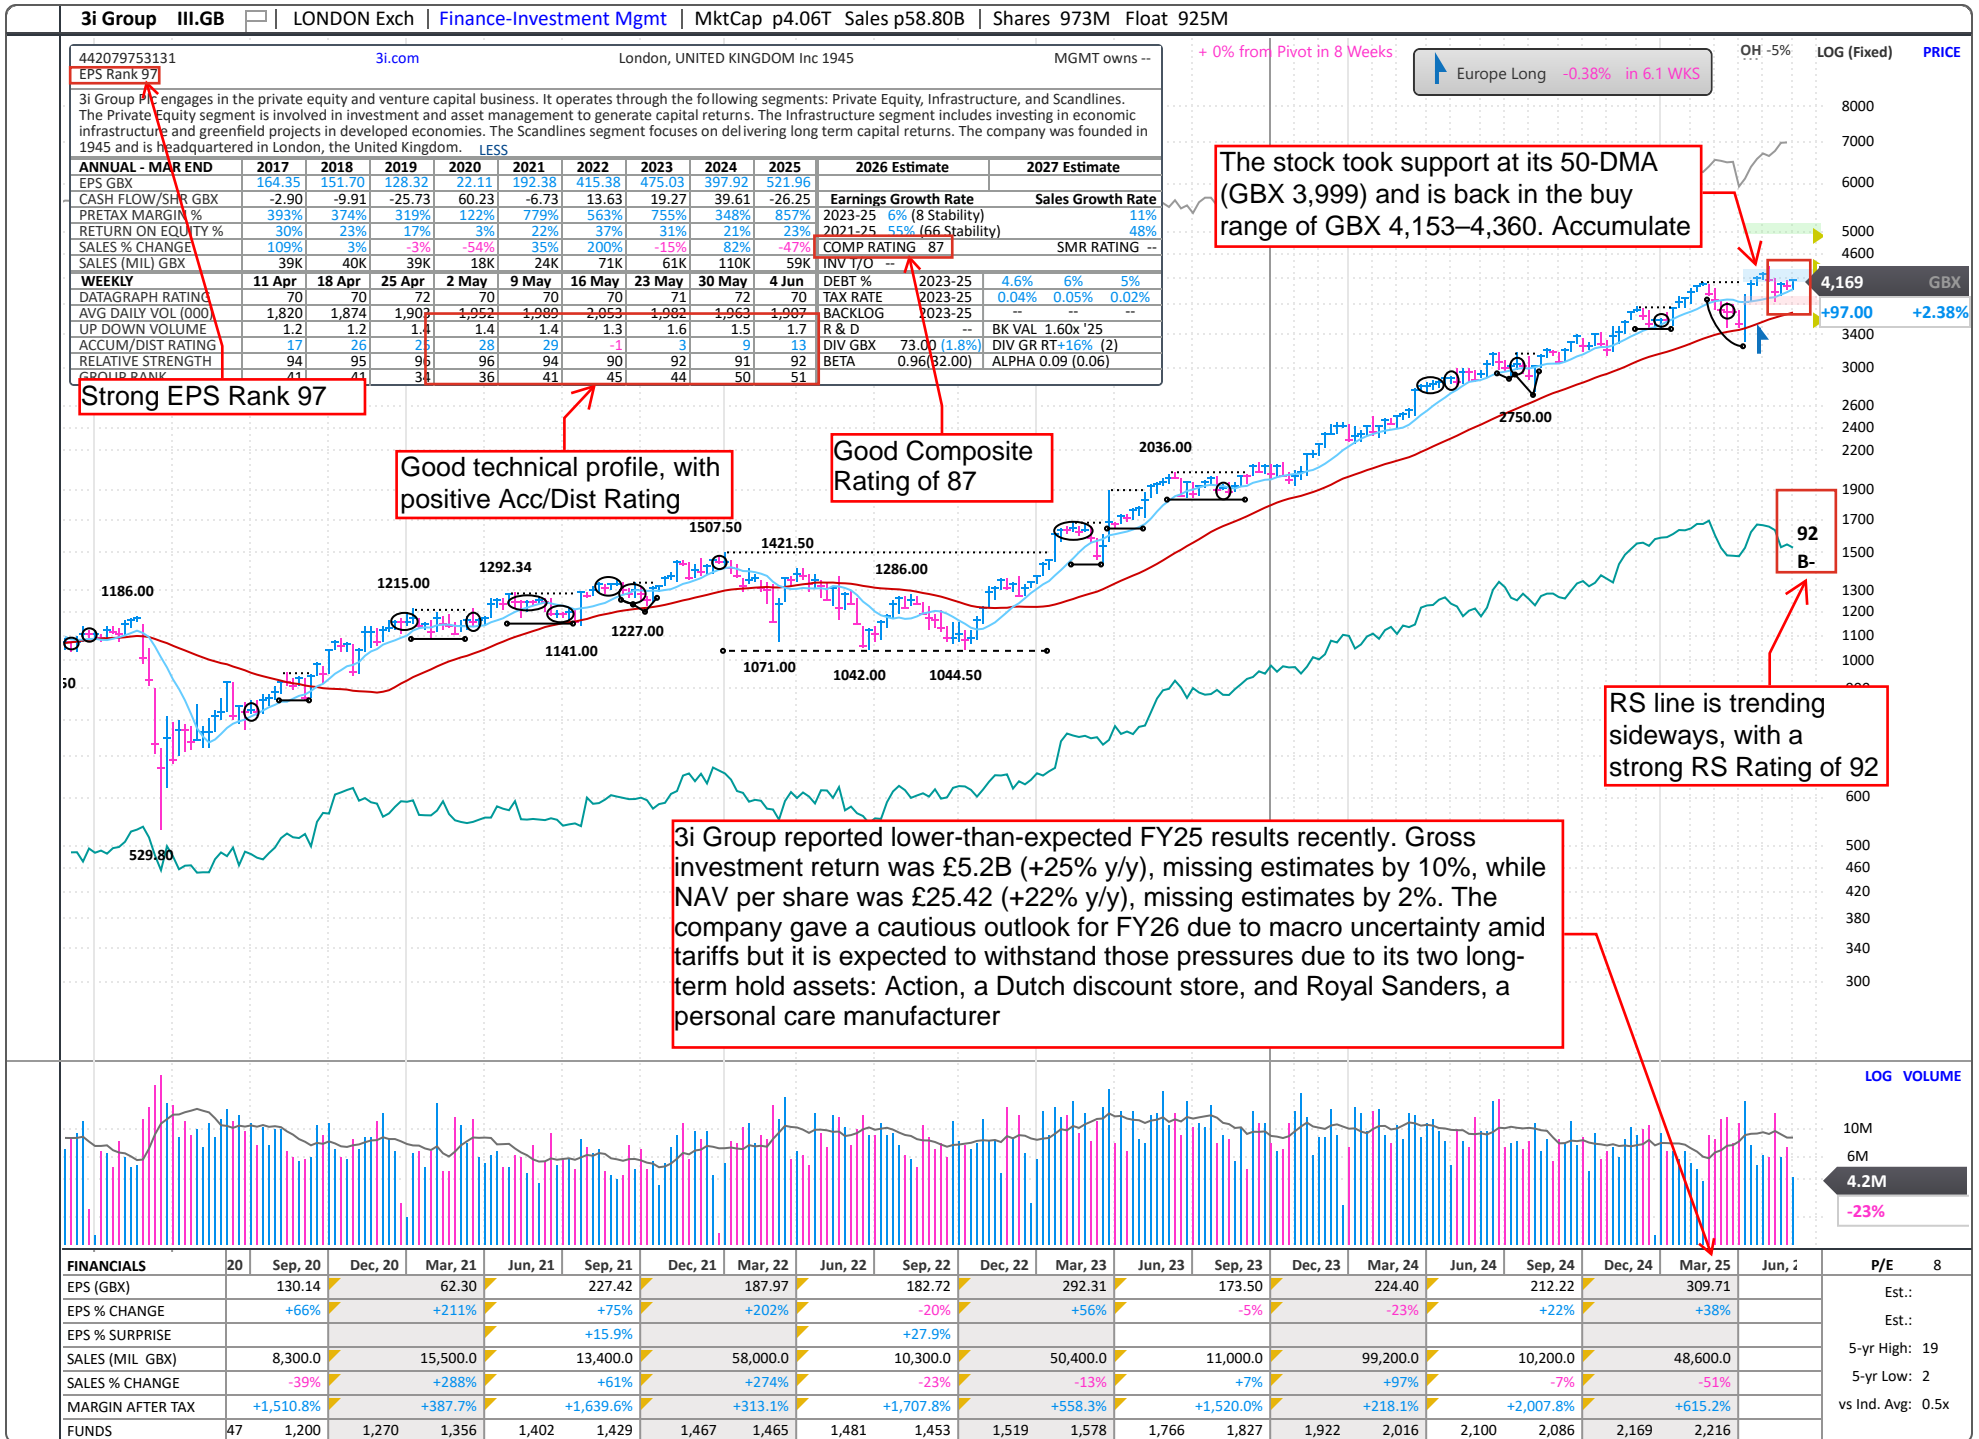 3i Group III.GB LONDON Exch Finance-Investment Mgmt MktCap p4.06T Sales p58.80B Shares 973M Float 925M
442079753131 3i.com London, UNITED KINGDOM Inc 1945 MGMT owns --
EPS Rank 97
3i Group Plc engages in the private equity and venture capital business. It operates through the following segments: Private Equity, Infrastructure, and Scandlines.
The Private Equity segment is involved in investment and asset management to generate capital returns. The Infrastructure segment includes investing in economic
infrastructure and greenfield projects in developed economies. The Scandlines segment focuses on delivering long term capital returns. The company was founded in
1945 and is headquartered in London, the United Kingdom. LESS
ANNUAL - MAR END 2017 2018 2019 2020 2021 2022 2023 2024 2025 2026 Estimate 2027 Estimate
EPS GBX 164.35 151.70 128.32 22.11 192.38 415.38 475.03 397.92 521.96
CASH FLOW/SHR GBX -2.90 -9.91 -25.73 60.23 -6.73 13.63 19.27 39.61 -26.25 Earnings Growth Rate Sales Growth Rate
PRETAX MARGIN % 393% 374% 319% 122% 779% 563% 755% 348% 857% 2023-25 6% (8 Stability) 11%
RETURN ON EQUITY % 30% 23% 17% 3% 22% 37% 31% 21% 23% 2021-25 55% (66 Stability) 48%
SALES % CHANGE 109% 3% -3% -54% 35% 200% -15% 82% -47% COMP RATING 87 SMR RATING --
SALES (MIL) GBX 39K 40K 39K 18K 24K 71K 61K 110K 59K INV T/O --
WEEKLY 11 Apr 18 Apr 25 Apr 2 May 9 May 16 May 23 May 30 May 4 Jun DEBT % 2023-25 4.6% 6% 5%
DATAGRAPH RATING 70 70 72 70 70 70 71 72 70 TAX RATE 2023-25 0.04% 0.05% 0.02%
AVG DAILY VOL (000) 1,820 1,874 1,902 1,952 1,989 2,053 1,982 1,963 1,907 BACKLOG 2023-25 -- -- --
UP DOWN VOLUME 1.2 1.2 1.4 1.4 1.4 1.3 1.6 1.5 1.7 R & D -- BK VAL 1.60x '25
ACCUM/DIST RATING 17 26 25 28 29 -1 3 9 13 DIV GBX 73.00 (1.8%) DIV GR RT +16% (2)
RELATIVE STRENGTH 94 95 96 96 94 90 92 91 92 BETA 0.96 (32.00) ALPHA 0.09 (0.06)
GROUP RANK 41 41 34 36 41 45 44 50 51
+ 0% from Pivot in 8 Weeks
Europe Long -0.38% in 6.1 WKS
OH -5% LOG (Fixed) PRICE
The stock took support at its 50-DMA
(GBX 3,999) and is back in the buy
range of GBX 4,153–4,360. Accumulate
Strong EPS Rank 97
Good technical profile, with
positive Acc/Dist Rating
Good Composite
Rating of 87
8000
7000
6000
5000
4600
4,169 GBX
+97.00 +2.38%
3400
3000
2600
2400
2200
1900
1700
1500
1300
1200
1100
1000
600
500
460
420
380
340
300
50
1186.00
529.80
1215.00
1292.34
1141.00
1227.00
1507.50
1421.50
1071.00
1042.00
1286.00
1044.50
2036.00
2750.00
92
B-
RS line is trending
sideways, with a
strong RS Rating of 92
3i Group reported lower-than-expected FY25 results recently. Gross
investment return was £5.2B (+25% y/y), missing estimates by 10%, while
NAV per share was £25.42 (+22% y/y), missing estimates by 2%. The
company gave a cautious outlook for FY26 due to macro uncertainty amid
tariffs but it is expected to withstand those pressures due to its two long-
term hold assets: Action, a Dutch discount store, and Royal Sanders, a
personal care manufacturer
LOG VOLUME
10M
6M
4.2M
-23%
FINANCIALS 20 Sep, 20 Dec, 20 Mar, 21 Jun, 21 Sep, 21 Dec, 21 Mar, 22 Jun, 22 Sep, 22 Dec, 22 Mar, 23 Jun, 23 Sep, 23 Dec, 23 Mar, 24 Jun, 24 Sep, 24 Dec, 24 Mar, 25 Jun, P/E 8
EPS (GBX) 130.14 62.30 227.42 187.97 182.72 292.31 173.50 224.40 212.22 309.71 Est.:
EPS % CHANGE +66% +211% +75% +202% -20% +56% -5% -23% +22% +38% Est.:
EPS % SURPRISE +15.9% +27.9%
SALES (MIL GBX) 8,300.0 15,500.0 13,400.0 58,000.0 10,300.0 50,400.0 11,000.0 99,200.0 10,200.0 48,600.0 5-yr High: 19
SALES % CHANGE -39% +288% +61% +274% -23% -13% +7% +97% -7% -51% 5-yr Low: 2
MARGIN AFTER TAX +1,510.8% +387.7% +1,639.6% +313.1% +1,707.8% +558.3% +1,520.0% +218.1% +2,007.8% +615.2% vs Ind. Avg: 0.5x
FUNDS 47 1,200 1,270 1,356 1,402 1,429 1,467 1,465 1,481 1,453 1,519 1,578 1,766 1,827 1,922 2,016 2,100 2,086 2,169 2,216